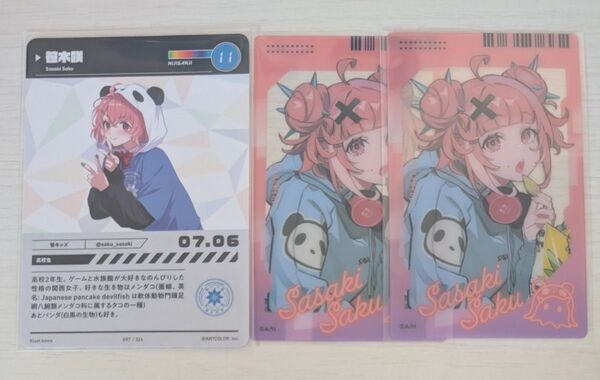 笹木咲
Sasaki Saku
NIJISANJI
11
笹キッズ
@saku_sasaki
07.06
高校生
高校2年生。ゲームと水族館が大好きなのんびりした
性格の関西女子。好きな生き物はメンダコ(面蛸、英
名: Japanese pancake devilfish は軟体動物門頭足
綱八腕類メンダコ科に属するタコの一種)
あとパンダ(白黒の生物)も好き。
097 / 326
©ANYCOLOR, Inc.
Sasaki
Saku
Sasaki
Saku